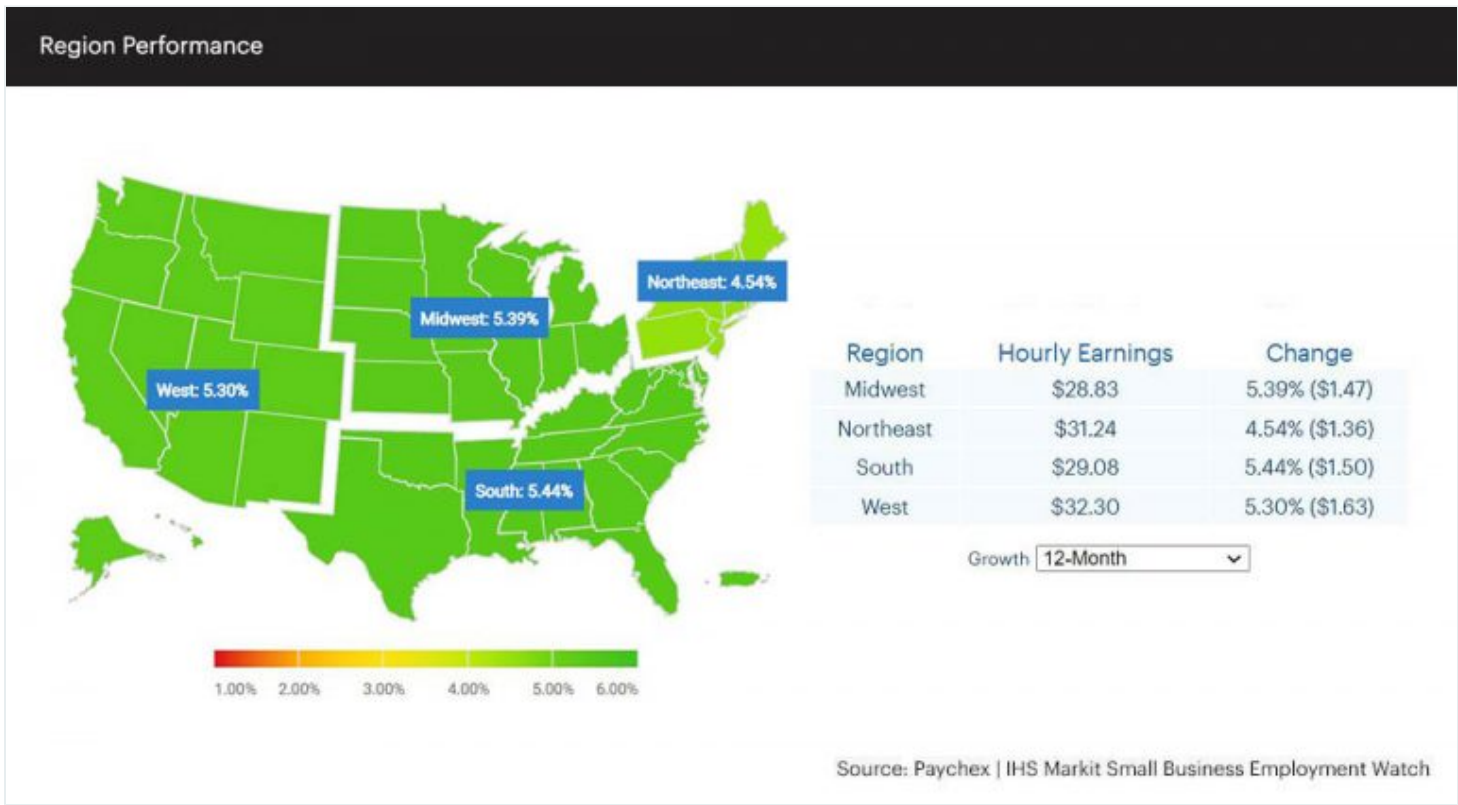 Region Performance
Northeast: 4.54%
Midwest: 5.39%
West: 5.30%
South: 5.44%
Region Hourly Earnings Change
Midwest $28.83 5.39% ($1.47)
Northeast $31.24 4.54% ($1.36)
South $29.08 5.44% ($1.50)
West $32.30 5.30% ($1.63)
Growth 12-Month
1.00% 2.00% 3.00% 4.00% 5.00% 6.00%
Source: Paychex | IHS Markit Small Business Employment Watch